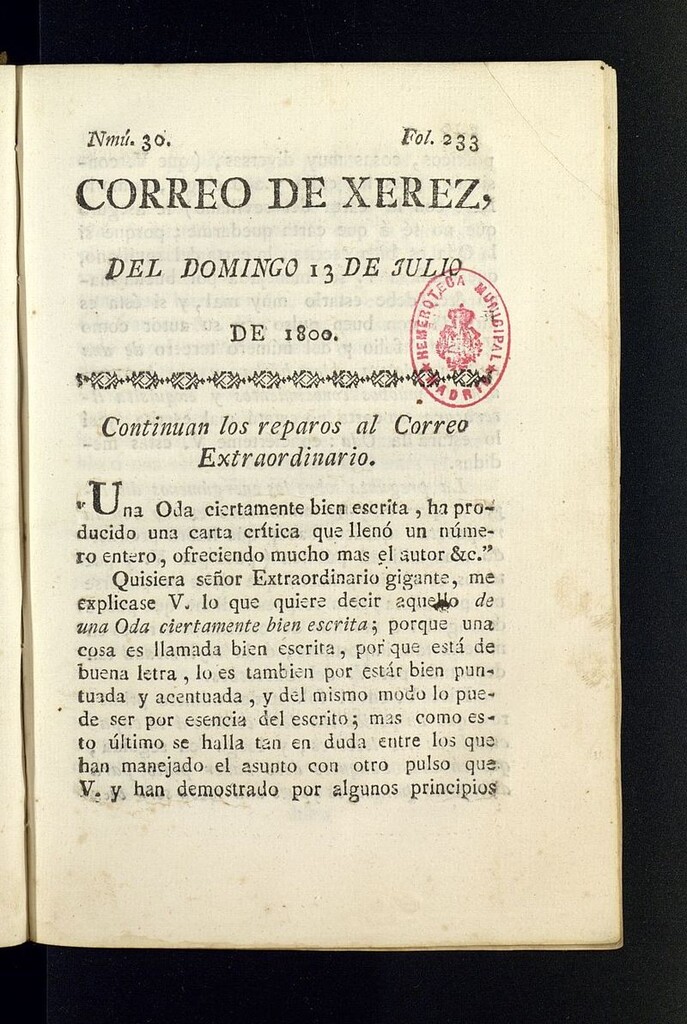 Nmú. 30. Fol. 233
CORREO DE XEREZ,
DEL DOMINGO 13 DE JULIO
DE 1800.
HEMEROTECA MUNICIPAL
★ MADRID ★
Continuan los reparos al Correo
Extraordinario.
"Una Oda ciertamente bien escrita, ha pro-
ducido una carta crítica que llenó un núme-
ro entero, ofreciendo mucho mas el autor &c."
Quisiera señor Extraordinario gigante, me
explicase V. lo que quiere decir aquello de
una Oda ciertamente bien escrita; porque una
cosa es llamada bien escrita, porque está de
buena letra, lo es tambien por estár bien pun-
tuada y acentuada, y del mismo modo lo pue-
de ser por esencia del escrito; mas como es-
to último se halla tan en duda entre los que
han manejado el asunto con otro pulso que
V. y han demostrado por algunos principios